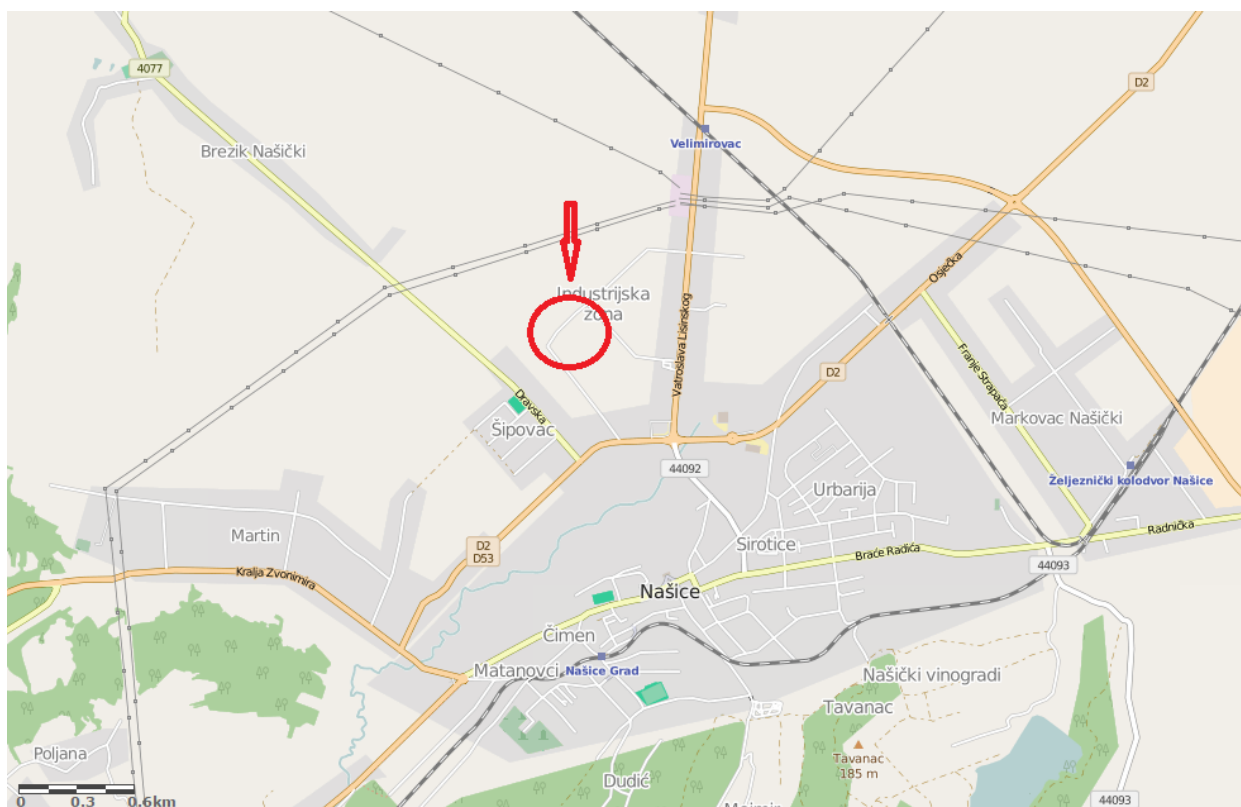 4077
D2
Velimirovac
Brezik Našički
Osječka
Industrijska
zona
Vatroslava Lisinskog
Franje Strapača
D2
Dravska
Markovac Našički
Šipovac
44092
Željeznički kolodvor Našice
Urbarija
Radnička
Martin
Sirotice
D2
D53
Braće Radića
44093
Kralja Zvonimira
Našice
Čimen
Matanovci
Našice Grad
Našički vinogradi
Tavanac
Poljana
Tavanac
185 m
Dudić
0 0.3 0.6km
44093